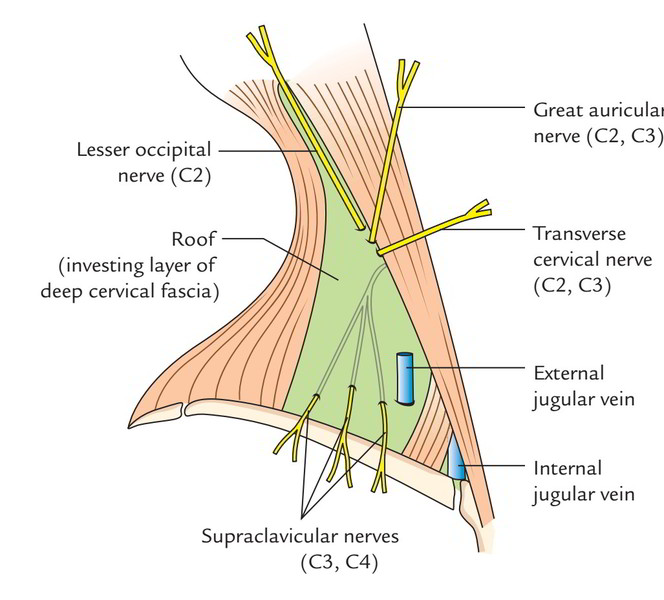 Great auricular
nerve (C2, C3)
Lesser occipital
nerve (C2)
Roof
(investing layer of
deep cervical fascia)
Transverse
cervical nerve
(C2, C3)
External
jugular vein
Internal
jugular vein
Supraclavicular nerves
(C3, C4)